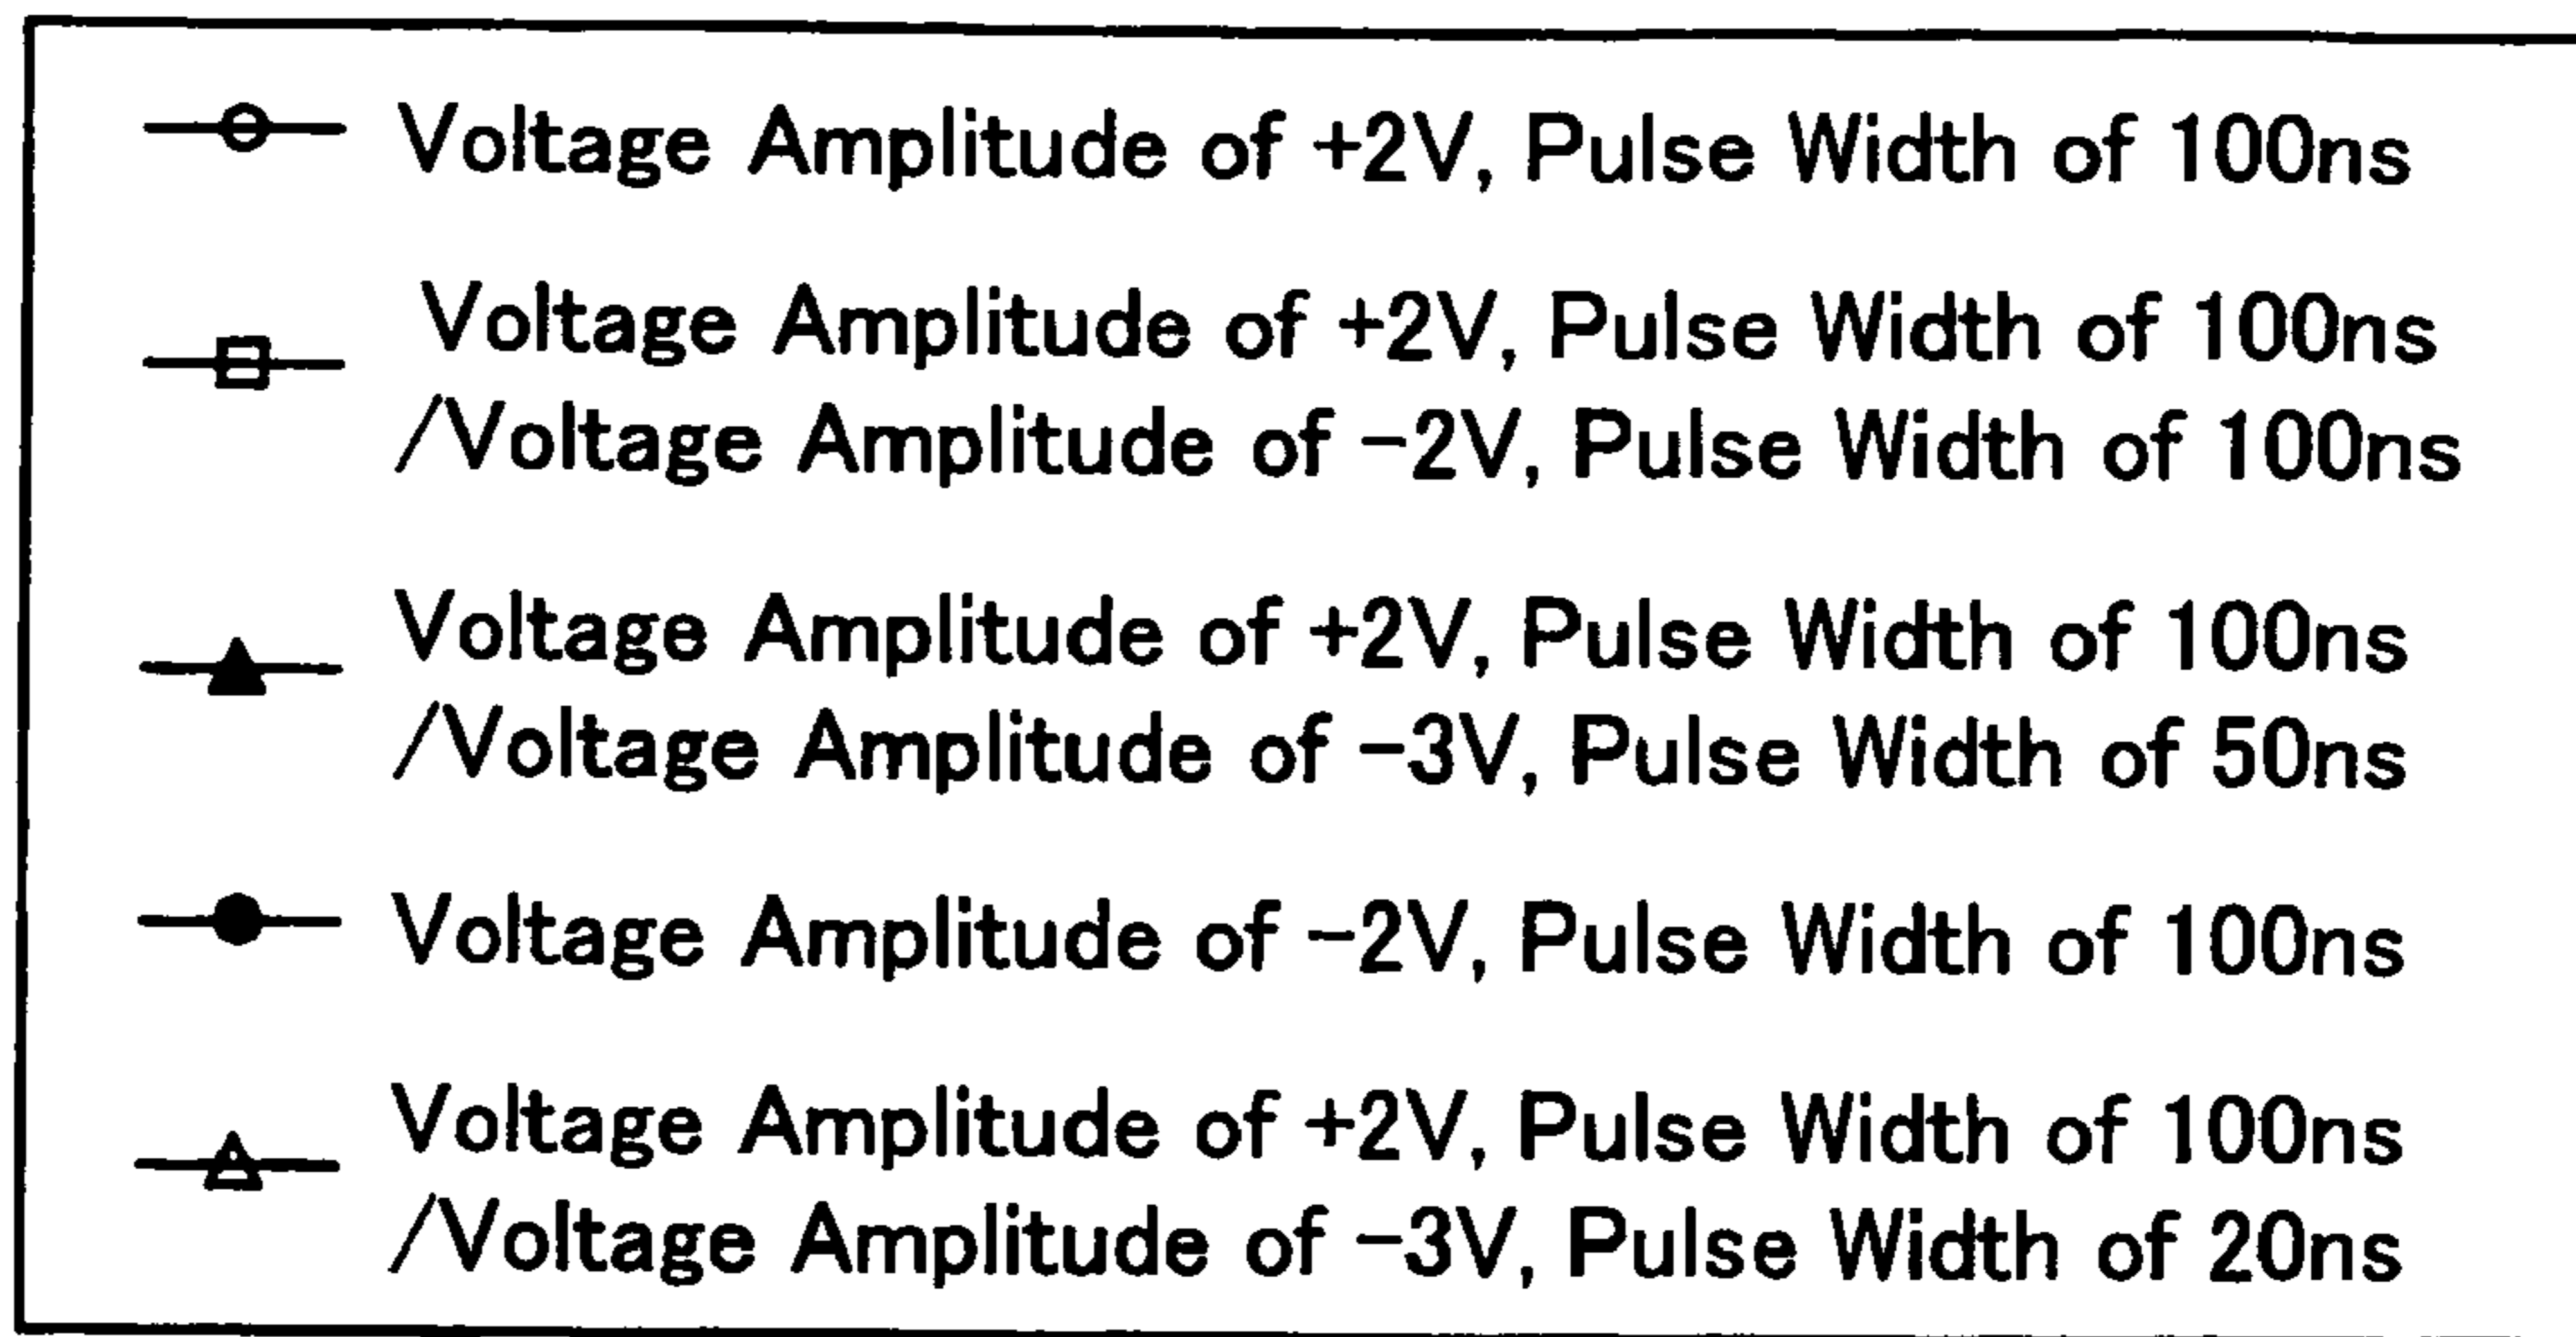 Voltage Amplitude of +2V, Pulse Width of 100ns
Voltage Amplitude of +2V, Pulse Width of 100ns
/Voltage Amplitude of −2V, Pulse Width of 100ns
Voltage Amplitude of +2V, Pulse Width of 100ns
/Voltage Amplitude of −3V, Pulse Width of 50ns
Voltage Amplitude of −2V, Pulse Width of 100ns
Voltage Amplitude of +2V, Pulse Width of 100ns
/Voltage Amplitude of −3V, Pulse Width of 20ns